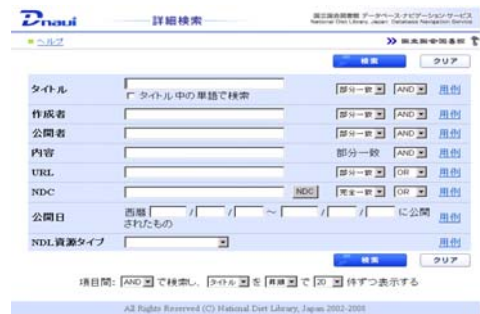 Dnavi
詳細検索
国立国会図書館 データベース・ナビゲーション・サービス
National Diet Library, Japan Database Navigation Service
ヘルプ
検索 クリア
タイトル 部分一致 AND 用例
タイトル中の単語で検索
作成者 部分一致 AND 用例
公開者 部分一致 AND 用例
内容 部分一致 AND 用例
URL 部分一致 OR 用例
NDC NDC 完全一致 OR 用例
公開日 西暦 / / ～ / / に公開されたもの 用例
NDL資源タイプ 用例
検索 クリア
項目間: AND で検索し、 タイトル を 昇順 で 20 件ずつ表示する
All Rights Reserved (C) National Diet Library, Japan 2002-2008